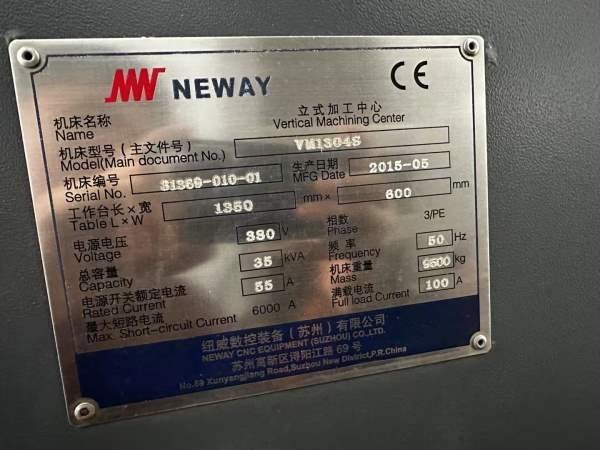 NEWAY CE
机床名称 立式加工中心
Name Vertical Machining Center
机床型号 (主文件号) VM1304S
Model(Main document No.)
机床编号 31369-010-01 生产日期 2015-05
Serial No. MFG Date
工作台长×宽 1350 mm × 600 mm
Table L×W
电源电压 380 V 相数 3/PE
Voltage Phase
总容量 35 kVA 频率 50 Hz
Capacity Frequency
电源开关额定电流 55 A 机床重量 9500 kg
Rated Current Mass
最大短路电流 6000 A 满载电流 100 A
Max. Short-circuit Current Full load Current
纽威数控装备(苏州)有限公司
NEWAY CNC EQUIPMENT (SUZHOU) CO.,LTD.
苏州高新区浔阳江路 69 号
No.69 Xunyangjiang Road,Suzhou New District,P.R.China